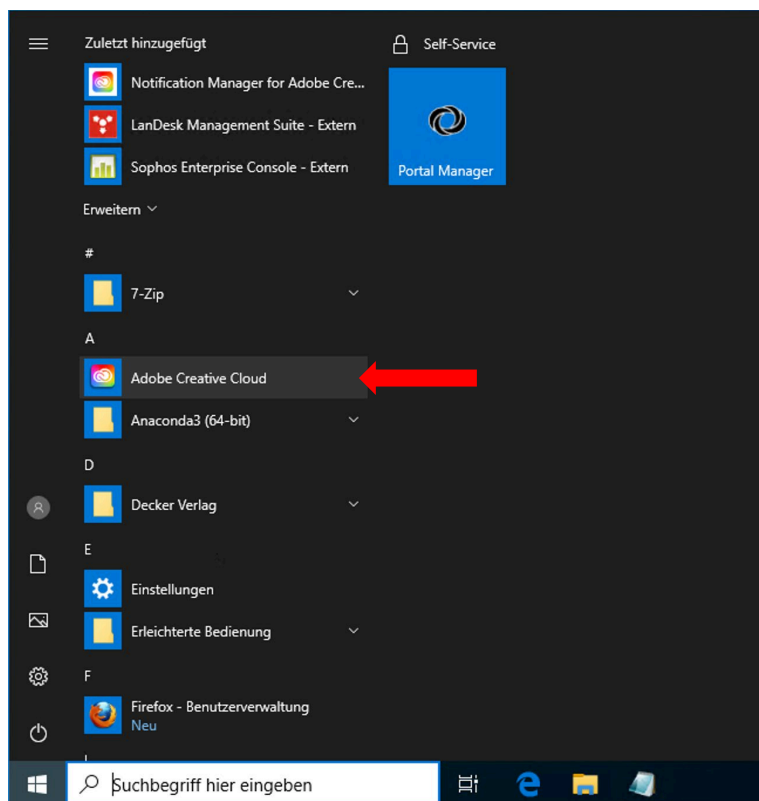 Zuletzt hinzugefügt
Notification Manager for Adobe Cre...
LanDesk Management Suite - Extern
Sophos Enterprise Console - Extern
Erweitern
#
7-Zip
A
Adobe Creative Cloud
Anaconda3 (64-bit)
D
Decker Verlag
E
Einstellungen
Erleichterte Bedienung
F
Firefox - Benutzerverwaltung
Neu
Self-Service
Portal Manager
Suchbegriff hier eingeben